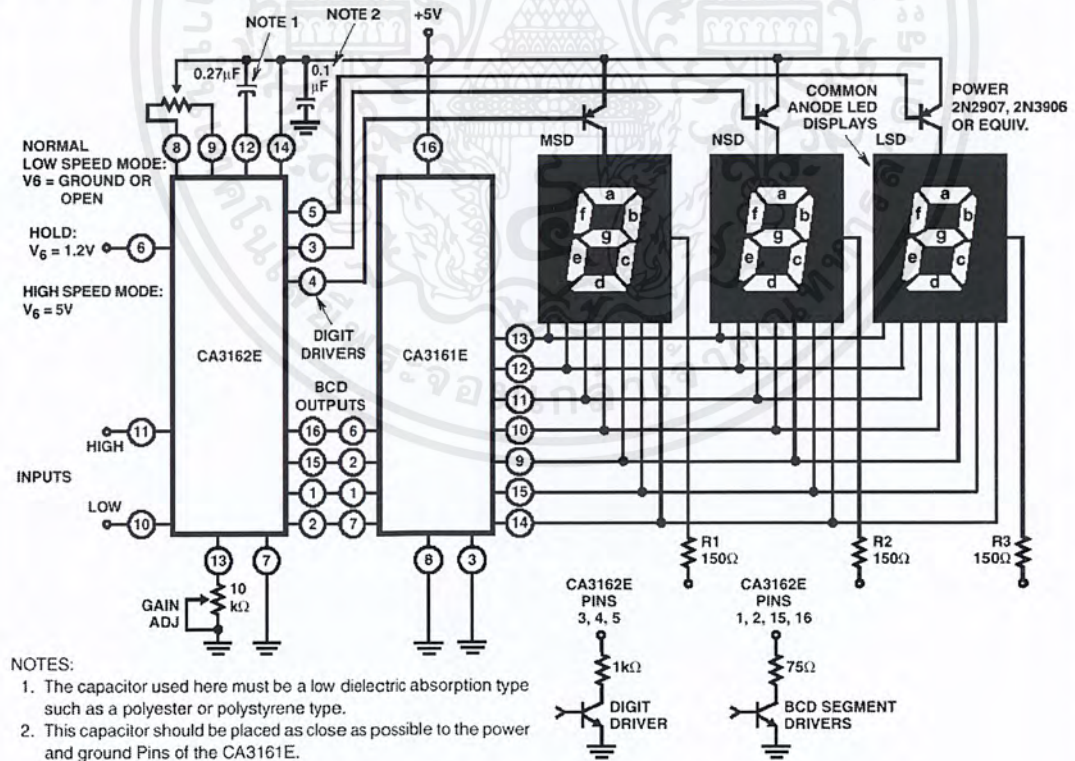 NOTE 1
NOTE 2
+5V
0.27μF
0.1
μF
COMMON
ANODE LED
DISPLAYS
POWER
2N2907, 2N3906
OR EQUIV.
MSD
NSD
LSD
NORMAL
LOW SPEED MODE:
V6 = GROUND OR
OPEN
8
9
12
14
16
5
3
4
HOLD:
V6 = 1.2V
6
HIGH SPEED MODE:
V6 = 5V
DIGIT
DRIVERS
CA3162E
CA3161E
BCD
OUTPUTS
a
f
b
g
e
c
d
a
f
b
g
e
c
d
a
f
b
g
e
c
d
13
12
11
10
9
15
14
11
HIGH
INPUTS
LOW
10
16
6
15
2
1
1
2
7
13
7
8
3
10
kΩ
GAIN
ADJ
R1
150Ω
R2
150Ω
R3
150Ω
CA3162E
PINS
3, 4, 5
1kΩ
DIGIT
DRIVER
CA3162E
PINS
1, 2, 15, 16
75Ω
BCD SEGMENT
DRIVERS
NOTES:
1. The capacitor used here must be a low dielectric absorption type
such as a polyester or polystyrene type.
2. This capacitor should be placed as close as possible to the power
and ground Pins of the CA3161E.